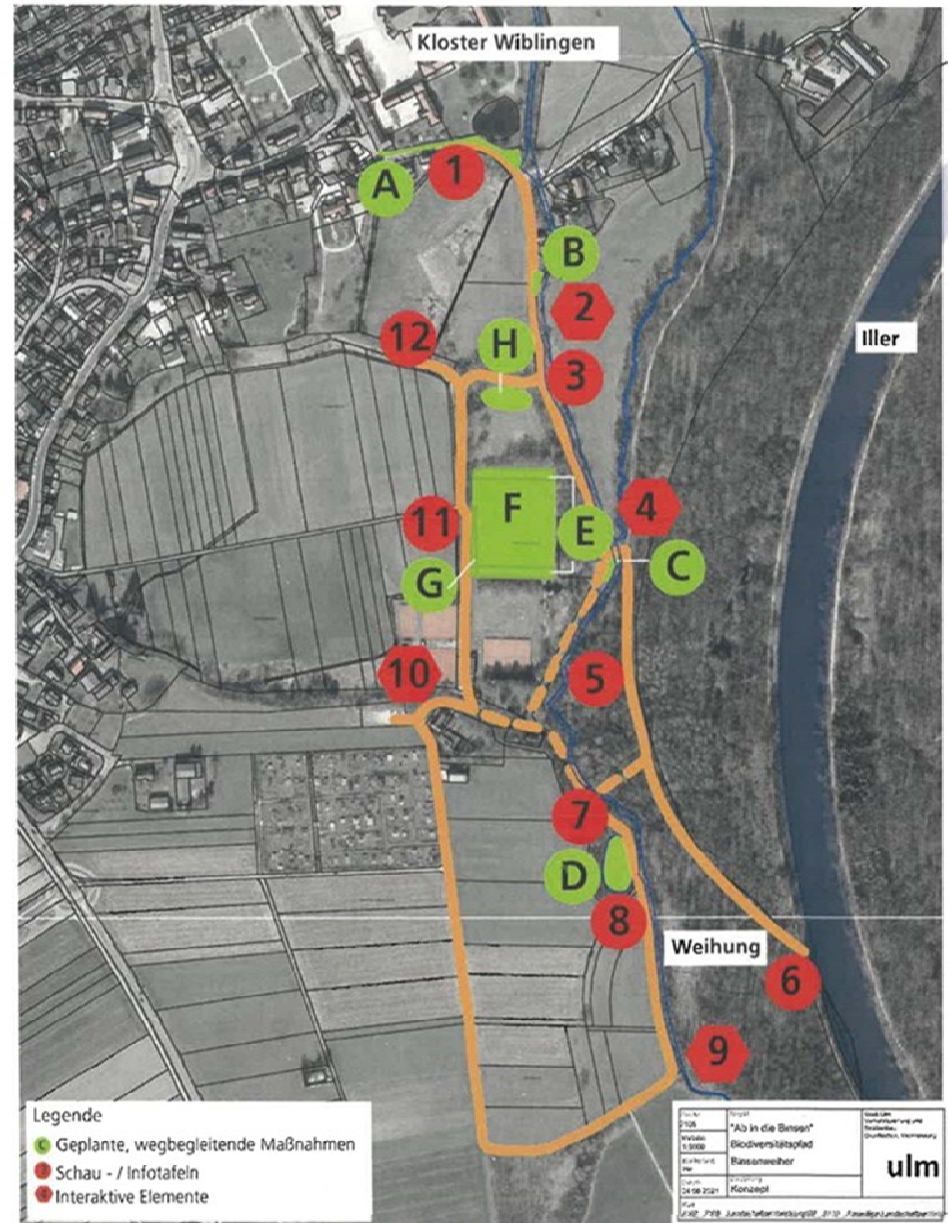 Kloster Wiblingen
A
1
B
2
12
H
3
Iller
F
4
11
E
C
G
10
5
7
D
8
Weihung
6
9
Legende
C Geplante, wegbegleitende Maßnahmen
Schau - / Infotafeln
Interaktive Elemente
"Ab in die Binsen"
Biodiversitätspfad
Binsenweiher
Konzept
ulm